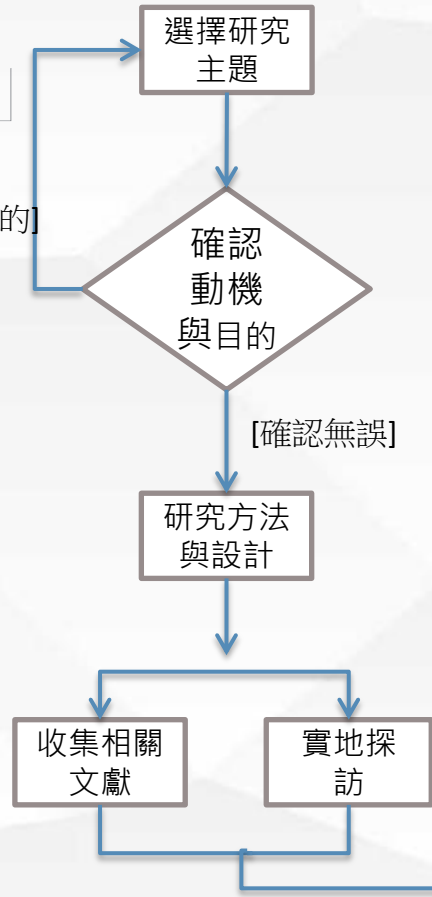 選擇研究
主題
的]
確認
動機
與目的
[確認無誤]
研究方法
與設計
收集相關
文獻
實地探
訪